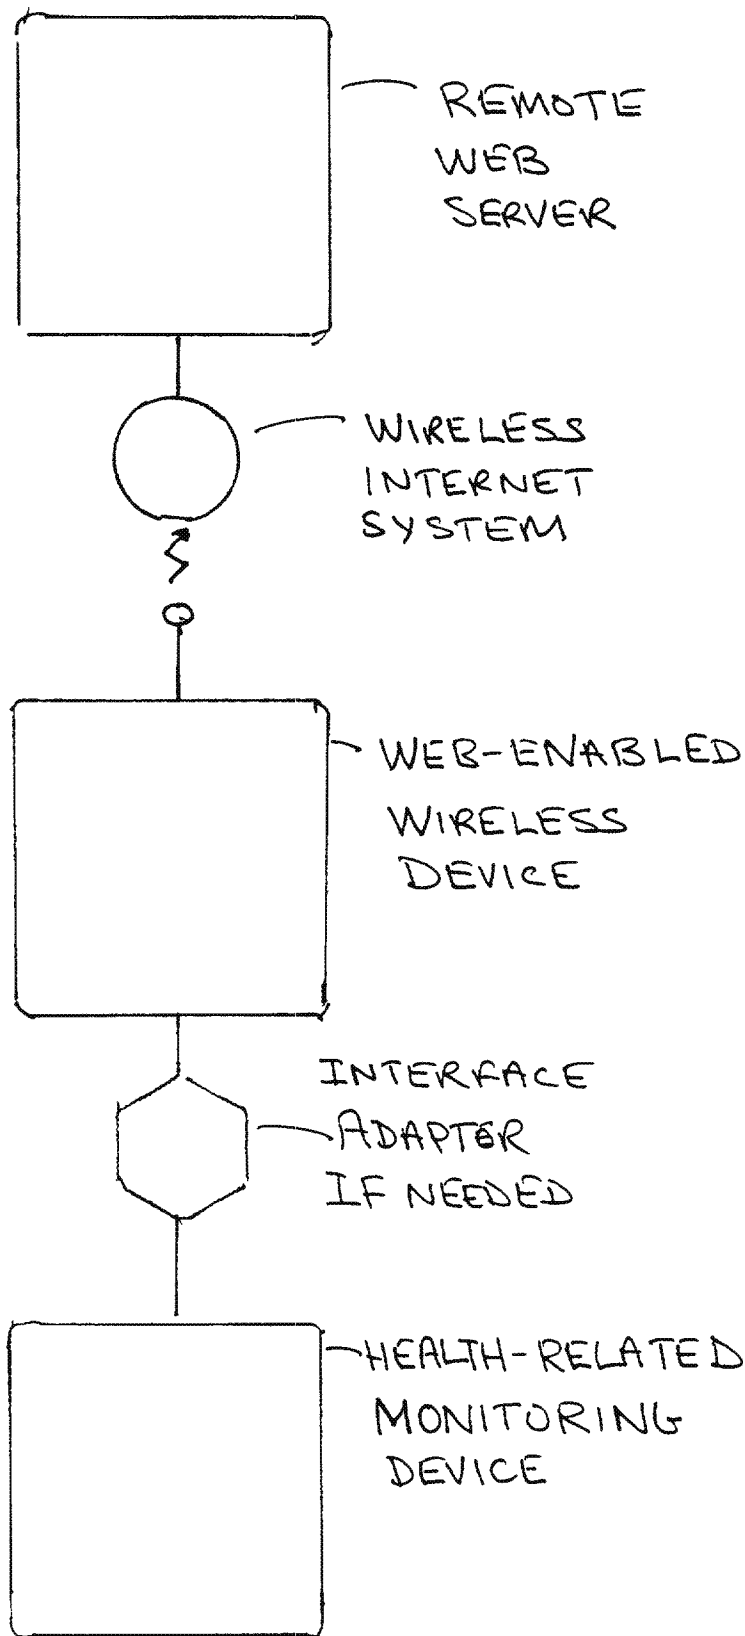 REMOTE
WEB
SERVER
WIRELESS
INTERNET
SYSTEM
WEB-ENABLED
WIRELESS
DEVICE
INTERFACE
ADAPTER
IF NEEDED
HEALTH-RELATED
MONITORING
DEVICE